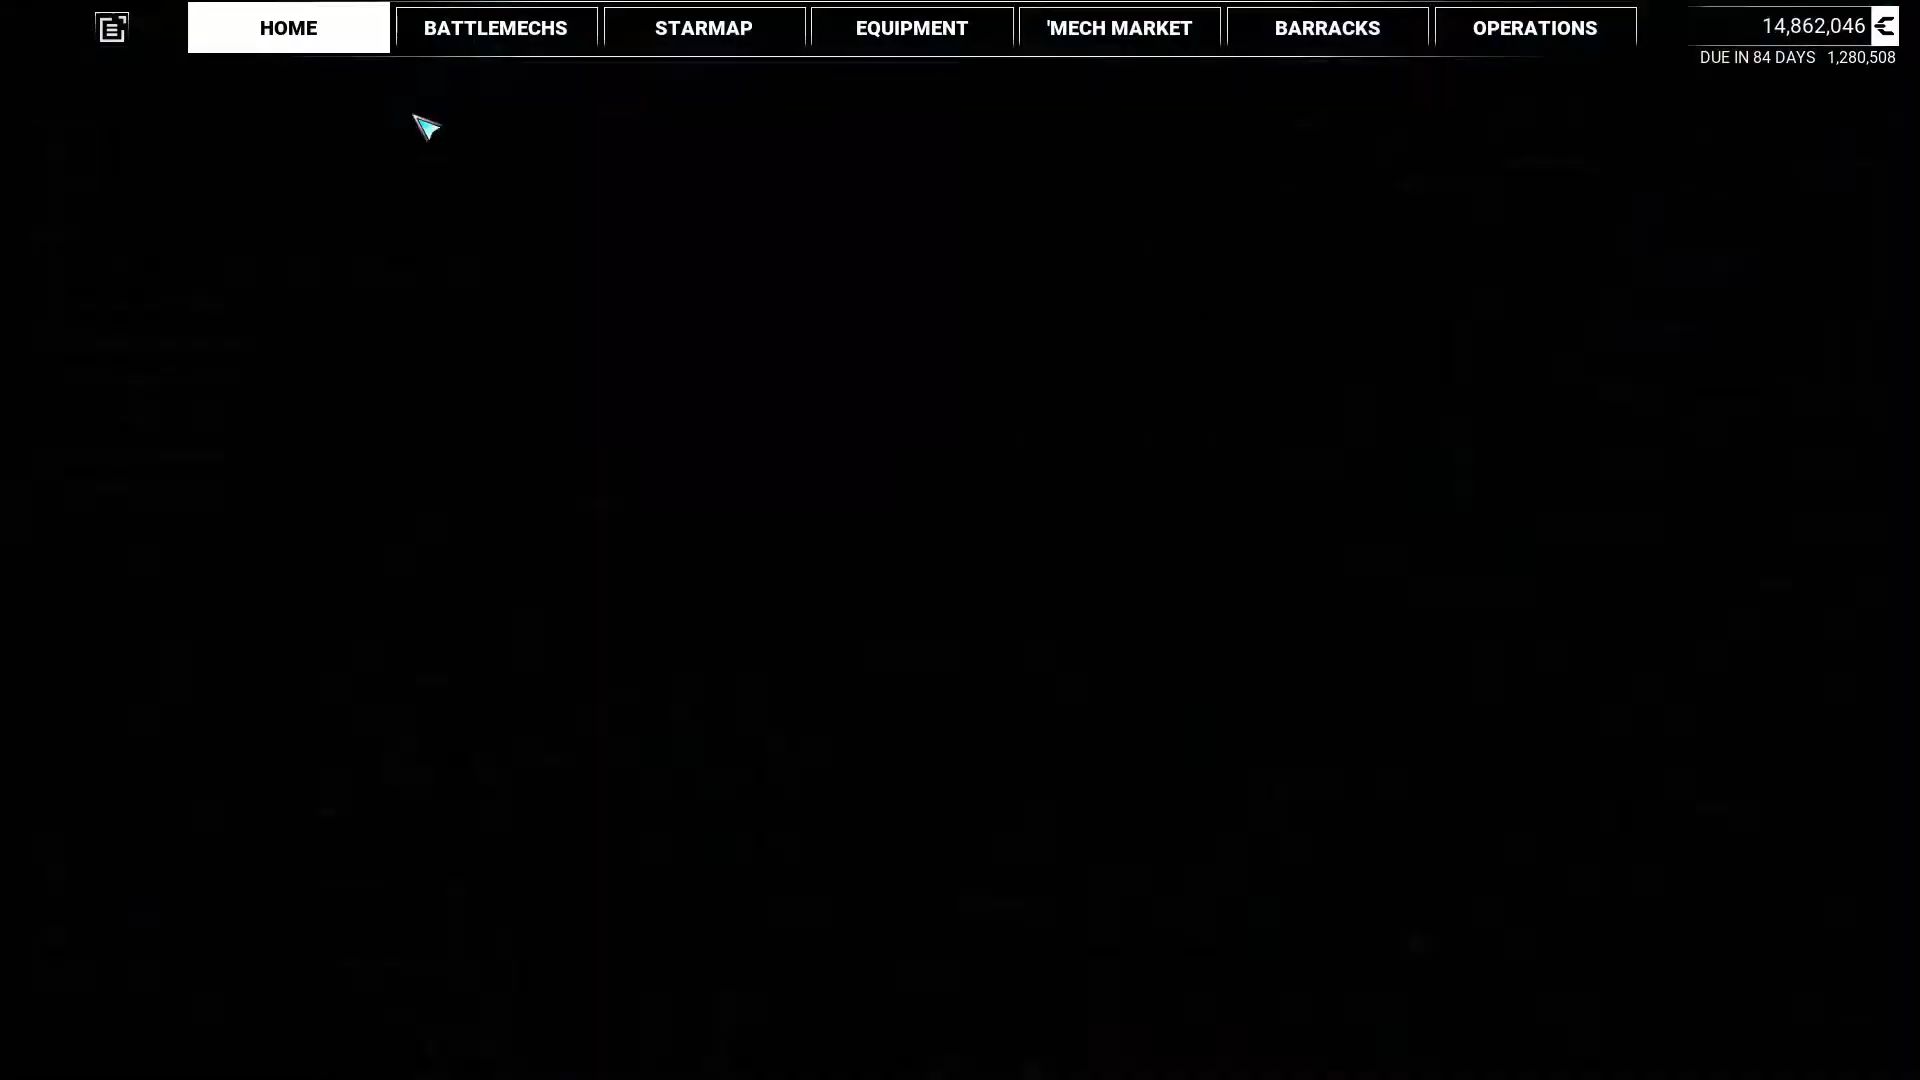 HOME BATTLEMECHS STARMAP EQUIPMENT 'MECH MARKET BARRACKS OPERATIONS 14,862,046
DUE IN 84 DAYS 1,280,508